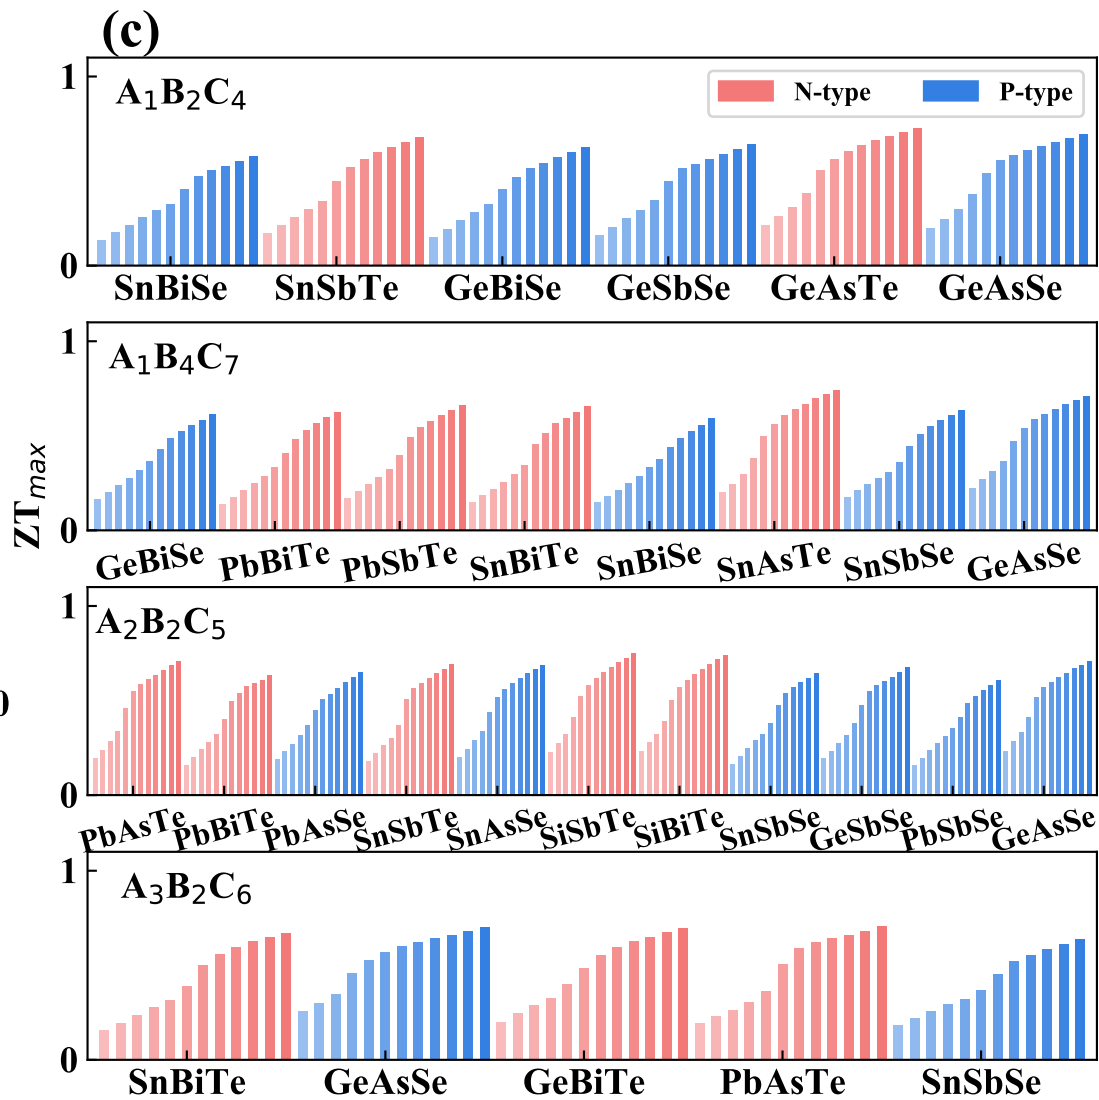 (c)
1
A₁B₂C₄
N-type
P-type
0
SnBiSe
SnSbTe
GeBiSe
GeSbSe
GeAsTe
GeAsSe
1
A₁B₄C₇
ZTmax
0
GeBiSe
PbBiTe
PbSbTe
SnBiTe
SnBiSe
SnAsTe
SnSbSe
GeAsSe
1
A₂B₂C₅
0
0
PbAsTe
PbBiTe
PbAsSe
SnSbTe
SnAsSe
SiSbTe
SiBiTe
SnSbSe
GeSbSe
PbSbSe
GeAsSe
1
A₃B₂C₆
0
SnBiTe
GeAsSe
GeBiTe
PbAsTe
SnSbSe